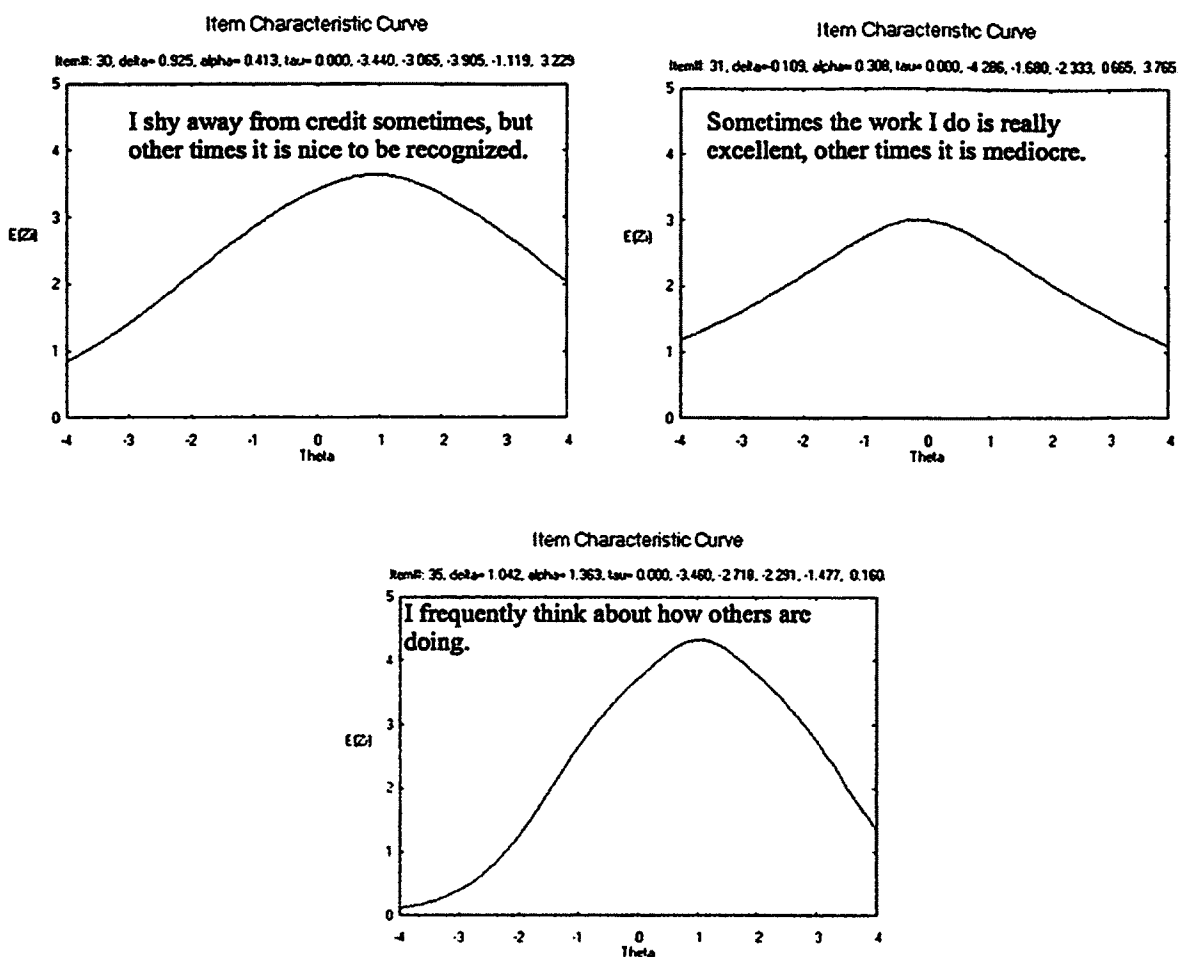 Item Characteristic Curve
Item#: 30, delta= 0.925, alpha= 0.413, tau= 0.000, -3.440, -3.065, -3.905, -1.119, 3.229
I shy away from credit sometimes, but
other times it is nice to be recognized.
5
4
3
E[Zi]
2
1
0
-4 -3 -2 -1 0 1 2 3 4
Theta
Item Characteristic Curve
Item#: 31, delta=-0.109, alpha= 0.308, tau= 0.000, -4.286, -1.680, -2.333, 0.665, 3.765
Sometimes the work I do is really
excellent, other times it is mediocre.
5
4
3
E[Zi]
2
1
0
-4 -3 -2 -1 0 1 2 3 4
Theta
Item Characteristic Curve
Item#: 35, delta= 1.042, alpha= 1.363, tau= 0.000, -3.460, -2.718, -2.291, -1.477, 0.160
I frequently think about how others are
doing.
5
4
3
E[Zi]
2
1
0
-4 -3 -2 -1 0 1 2 3 4
Theta